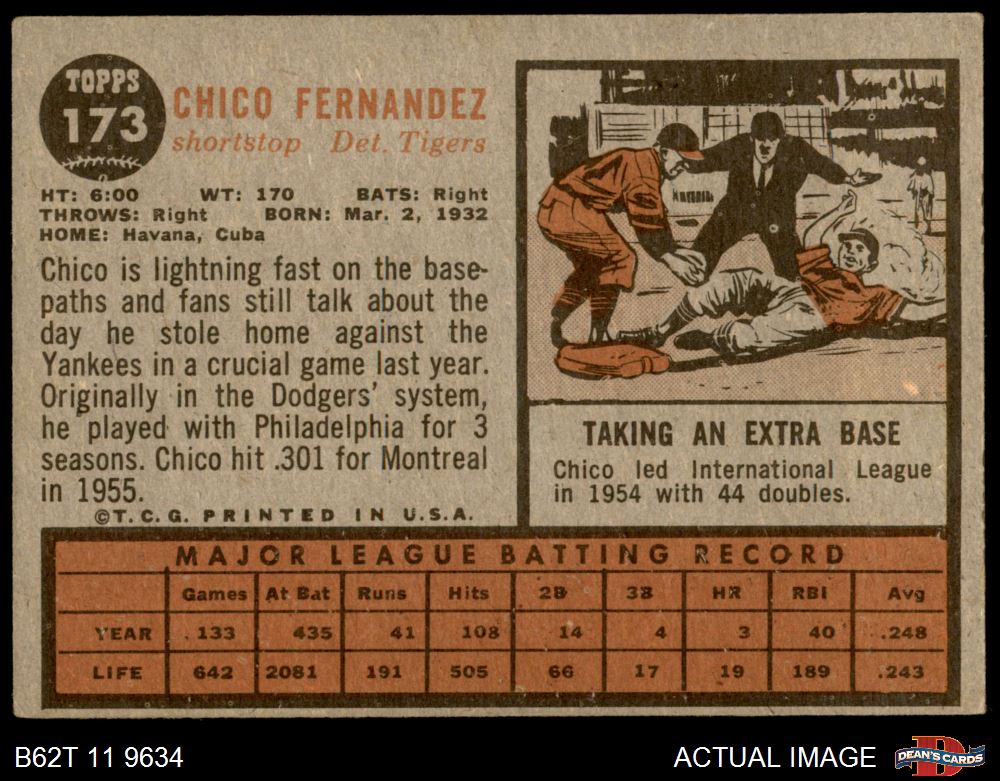 TOPPS
173
CHICO FERNANDEZ
shortstop Det. Tigers
HT: 6:00 WT: 170 BATS: Right
THROWS: Right BORN: Mar. 2, 1932
HOME: Havana, Cuba
Chico is lightning fast on the base-
paths and fans still talk about the
day he stole home against the
Yankees in a crucial game last year.
Originally in the Dodgers' system,
he played with Philadelphia for 3
seasons. Chico hit .301 for Montreal
in 1955.
©T.C.G. PRINTED IN U.S.A.
TAKING AN EXTRA BASE
Chico led International League
in 1954 with 44 doubles.
MAJOR LEAGUE BATTING RECORD
Games At Bat Runs Hits 2B 3B HR RBI Avg
YEAR 133 435 41 108 14 4 3 40 .248
LIFE 642 2081 191 505 66 17 19 189 .243
B62T 11 9634
ACTUAL IMAGE
D
DEAN'S CARDS